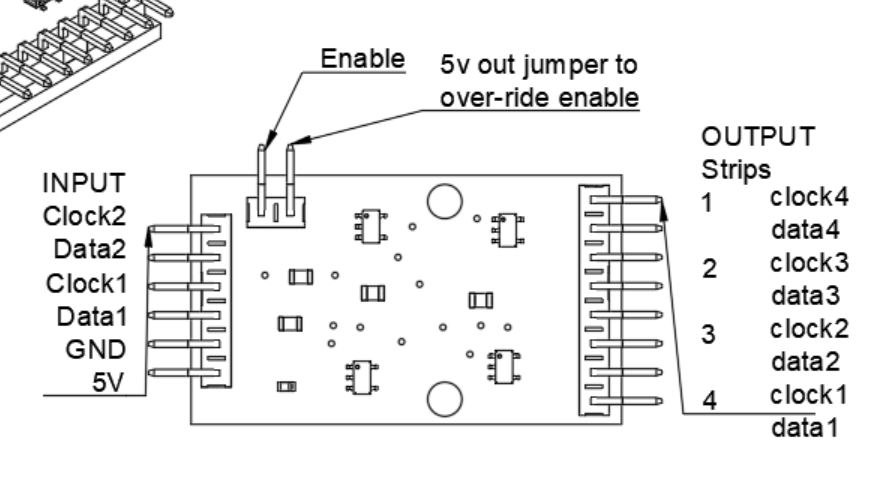 Enable
5v out jumper to
over-ride enable
INPUT
Clock2
Data2
Clock1
Data1
GND
5V
OUTPUT
Strips
1 clock4
data4
2 clock3
data3
3 clock2
data2
4 clock1
data1